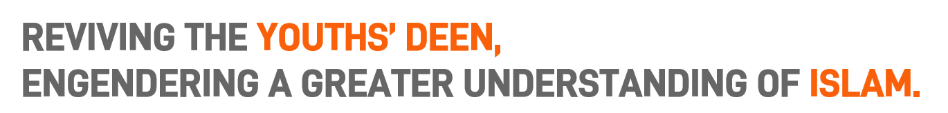 REVIVING THE YOUTHS’ DEEN,
ENGENDERING A GREATER UNDERSTANDING OF ISLAM.